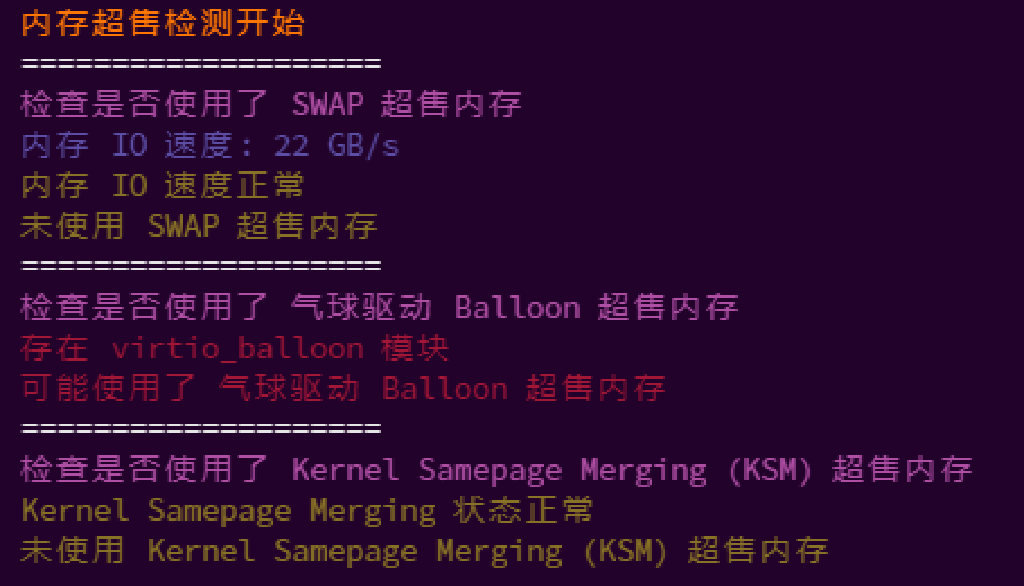 内存超售检测开始
====================
检查是否使用了 SWAP 超售内存
内存 IO 速度: 22 GB/s
内存 IO 速度正常
未使用 SWAP 超售内存
====================
检查是否使用了 气球驱动 Balloon 超售内存
存在 virtio_balloon 模块
可能使用了 气球驱动 Balloon 超售内存
====================
检查是否使用了 Kernel Samepage Merging (KSM) 超售内存
Kernel Samepage Merging 状态正常
未使用 Kernel Samepage Merging (KSM) 超售内存